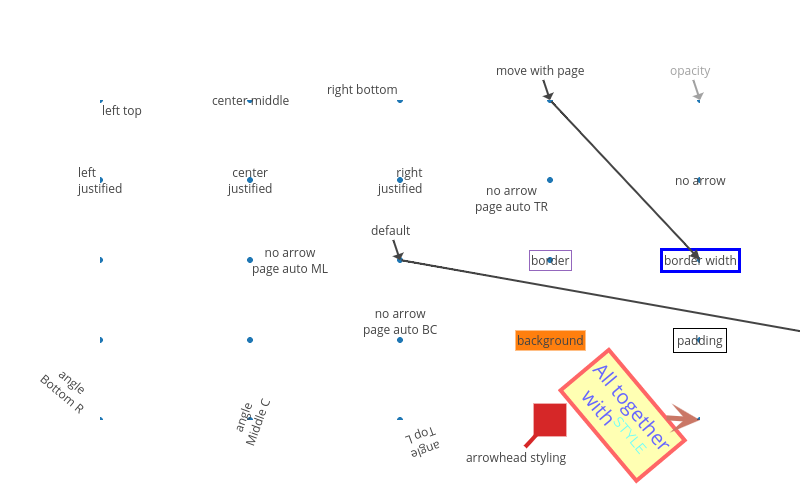 move with page
opacity
right bottom
center-middle
left top
left
justified
center
justified
right
justified
no arrow
no arrow
page auto TR
default
no arrow
page auto ML
border
border width
no arrow
page auto BC
background
padding
angle
Bottom R
angle
Middle C
angle
Top L
All together
with STYLE
arrowhead styling